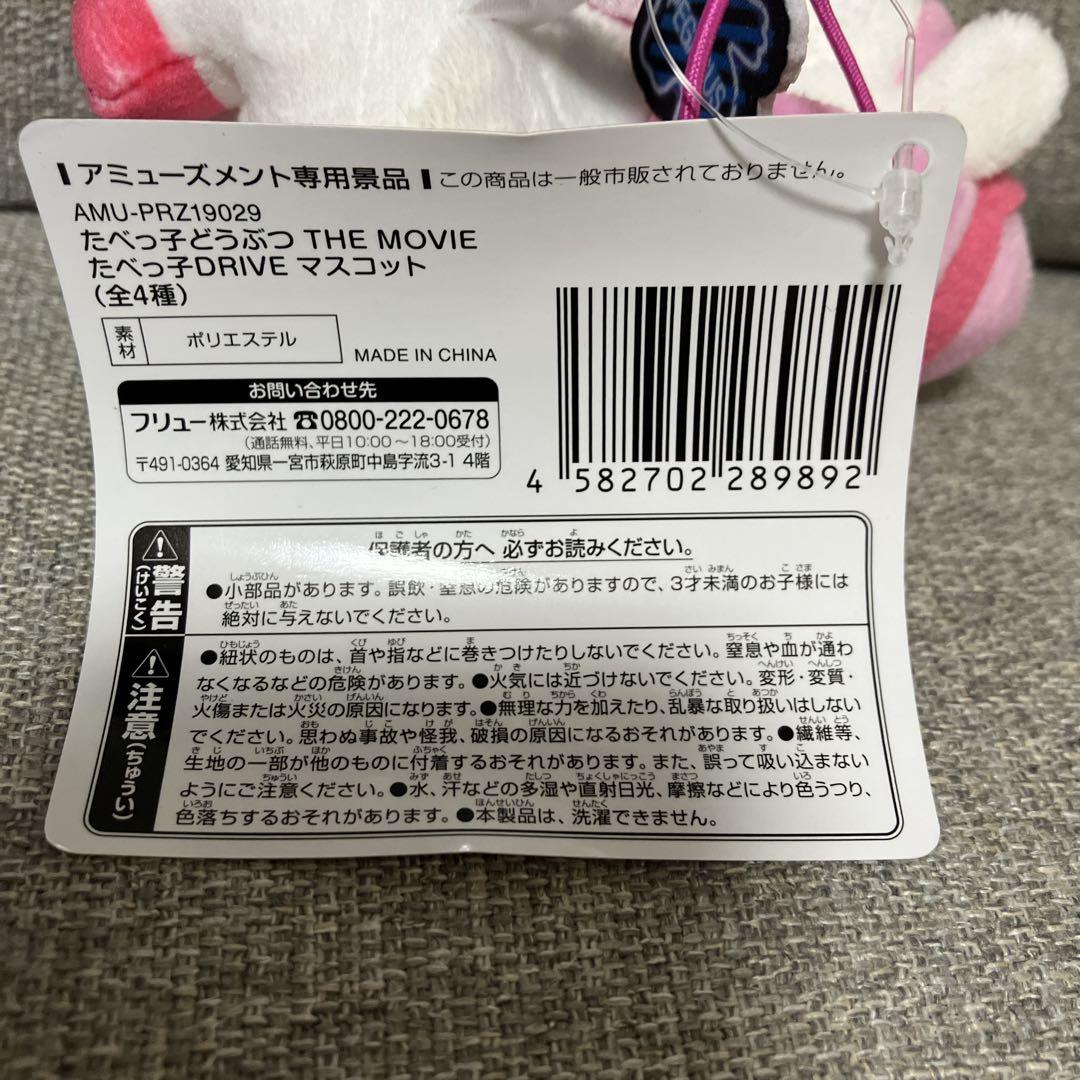 アミューズメント専用景品 この商品は一般市販されておりません。
AMU-PRZ19029
たべっ子どうぶつ THE MOVIE
たべっ子DRIVE マスコット
(全4種)
素材 ポリエステル
MADE IN CHINA
お問い合わせ先
フリュー株式会社 ☎0800-222-0678
(通話無料、平日10:00~18:00受付)
〒491-0364 愛知県一宮市萩原町中島字流3-1 4階
4 582702 289892
⚠警告(けいこく)
保護者の方へ 必ずお読みください。
●小部品があります。誤飲・窒息の危険がありますので、3才未満のお子様には
絶対に与えないでください。
⚠注意(ちゅうい)
●紐状のものは、首や指などに巻きつけたりしないでください。窒息や血が通わ
なくなるなどの危険があります。●火気には近づけないでください。変形・変質・
火傷または火災の原因になります。●無理な力を加えたり、乱暴な取り扱いはしない
でください。思わぬ事故や怪我、破損の原因になるおそれがあります。●繊維等、
生地の一部が他のものに付着するおそれがあります。また、誤って吸い込まない
ようにご注意ください。●水、汗などの多湿や直射日光、摩擦などにより色うつり、
色落ちするおそれがあります。●本製品は、洗濯できません。